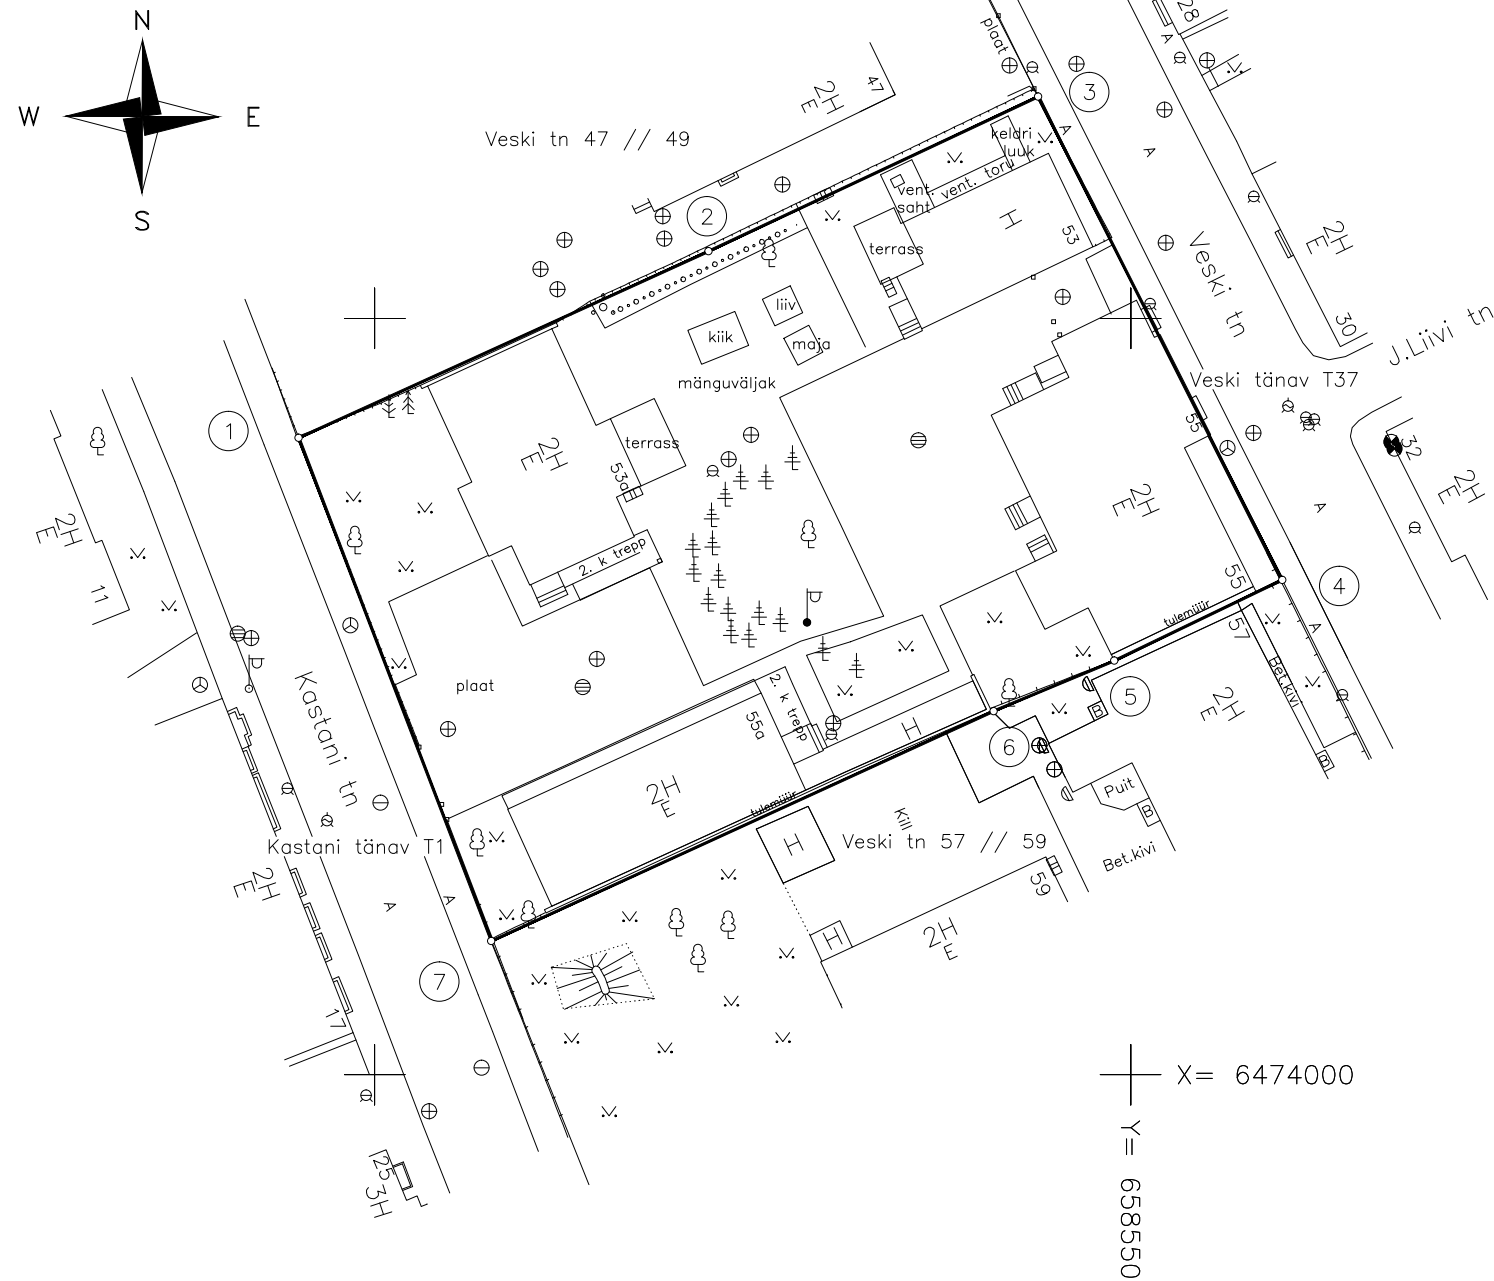 N
W
E
S
Veski tn 47 // 49
2H
E
47
plaat
28
3
A
A
A
keldri
luuk
vent.
saht
vent. toru
2
H
53
terrass
Veski tn
2H
E
30
J.Liivi tn
liiv
kiik
maja
mänguväljak
Veski tänav T37
1
2H
E
terrass
53a
55
32
2H
E
2H
E
2H
E
11
A
2. k trepp
55
4
tulemüür
57
A
plaat
2. k trepp
55a
Bet.kivi
2H
E
5
B
6
H
Kastani tn
2H
E
tulemüür
Kill
Puit
B
B
Kastani tänav T1
H
Veski tn 57 // 59
Bet.kivi
2H
E
59
A
A
H
2H
E
7
17
X= 6474000
Y= 658550
25
3H